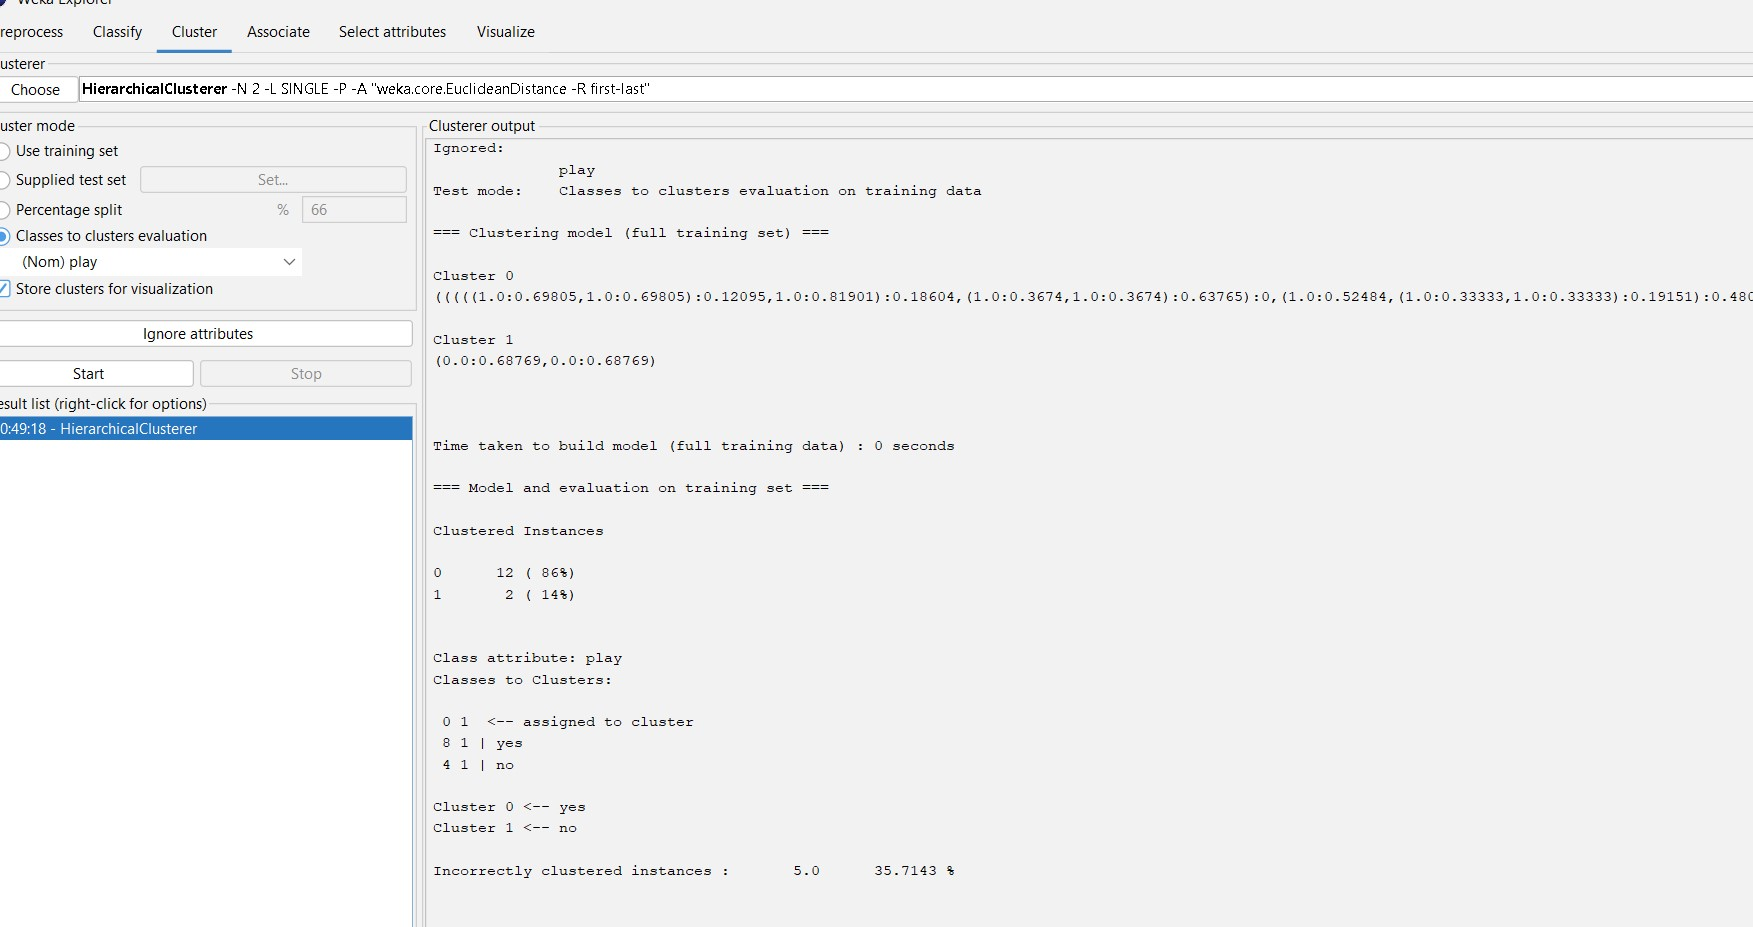 Weka Explorer
reprocess Classify Cluster Associate Select attributes Visualize
usterer
Choose HierarchicalClusterer -N 2 -L SINGLE -P -A "weka.core.EuclideanDistance -R first-last"
uster mode
Use training set
Supplied test set Set...
Percentage split % 66
Classes to clusters evaluation
(Nom) play
Store clusters for visualization
Ignore attributes
Start Stop
esult list (right-click for options)
0:49:18 - HierarchicalClusterer
Clusterer output
Ignored:
play
Test mode: Classes to clusters evaluation on training data
=== Clustering model (full training set) ===
Cluster 0
(((((1.0:0.69805,1.0:0.69805):0.12095,1.0:0.81901):0.18604,(1.0:0.3674,1.0:0.3674):0.63765):0,(1.0:0.52484,(1.0:0.33333,1.0:0.33333):0.19151):0.480
Cluster 1
(0.0:0.68769,0.0:0.68769)
Time taken to build model (full training data) : 0 seconds
=== Model and evaluation on training set ===
Clustered Instances
0 12 ( 86%)
1 2 ( 14%)
Class attribute: play
Classes to Clusters:
0 1 <-- assigned to cluster
8 1 | yes
4 1 | no
Cluster 0 <-- yes
Cluster 1 <-- no
Incorrectly clustered instances : 5.0 35.7143 %